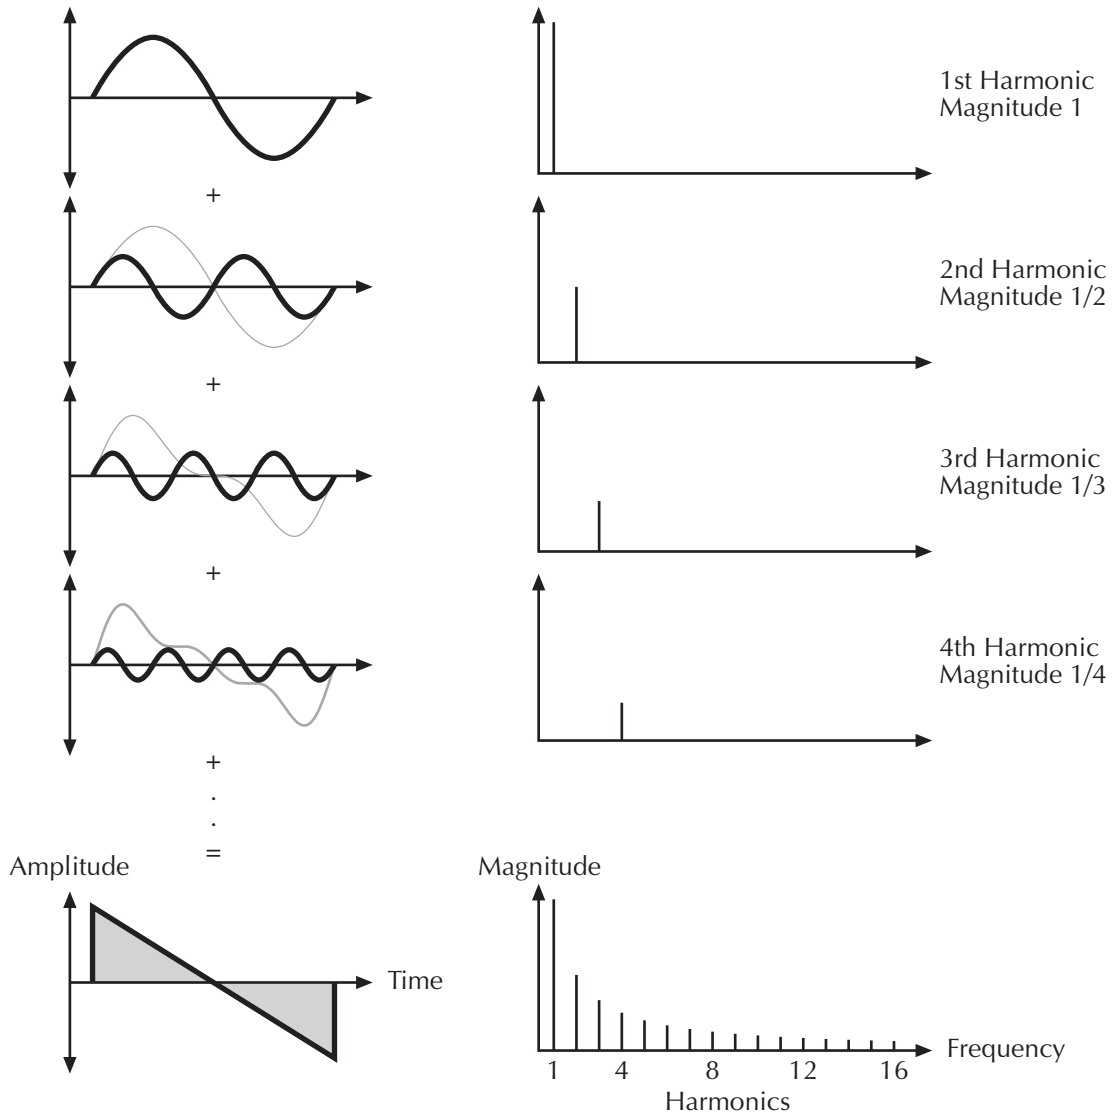 1st Harmonic
Magnitude 1
+
2nd Harmonic
Magnitude 1/2
+
3rd Harmonic
Magnitude 1/3
+
4th Harmonic
Magnitude 1/4
+
.
.
=
Amplitude
Time
Magnitude
Frequency
1 4 8 12 16
Harmonics